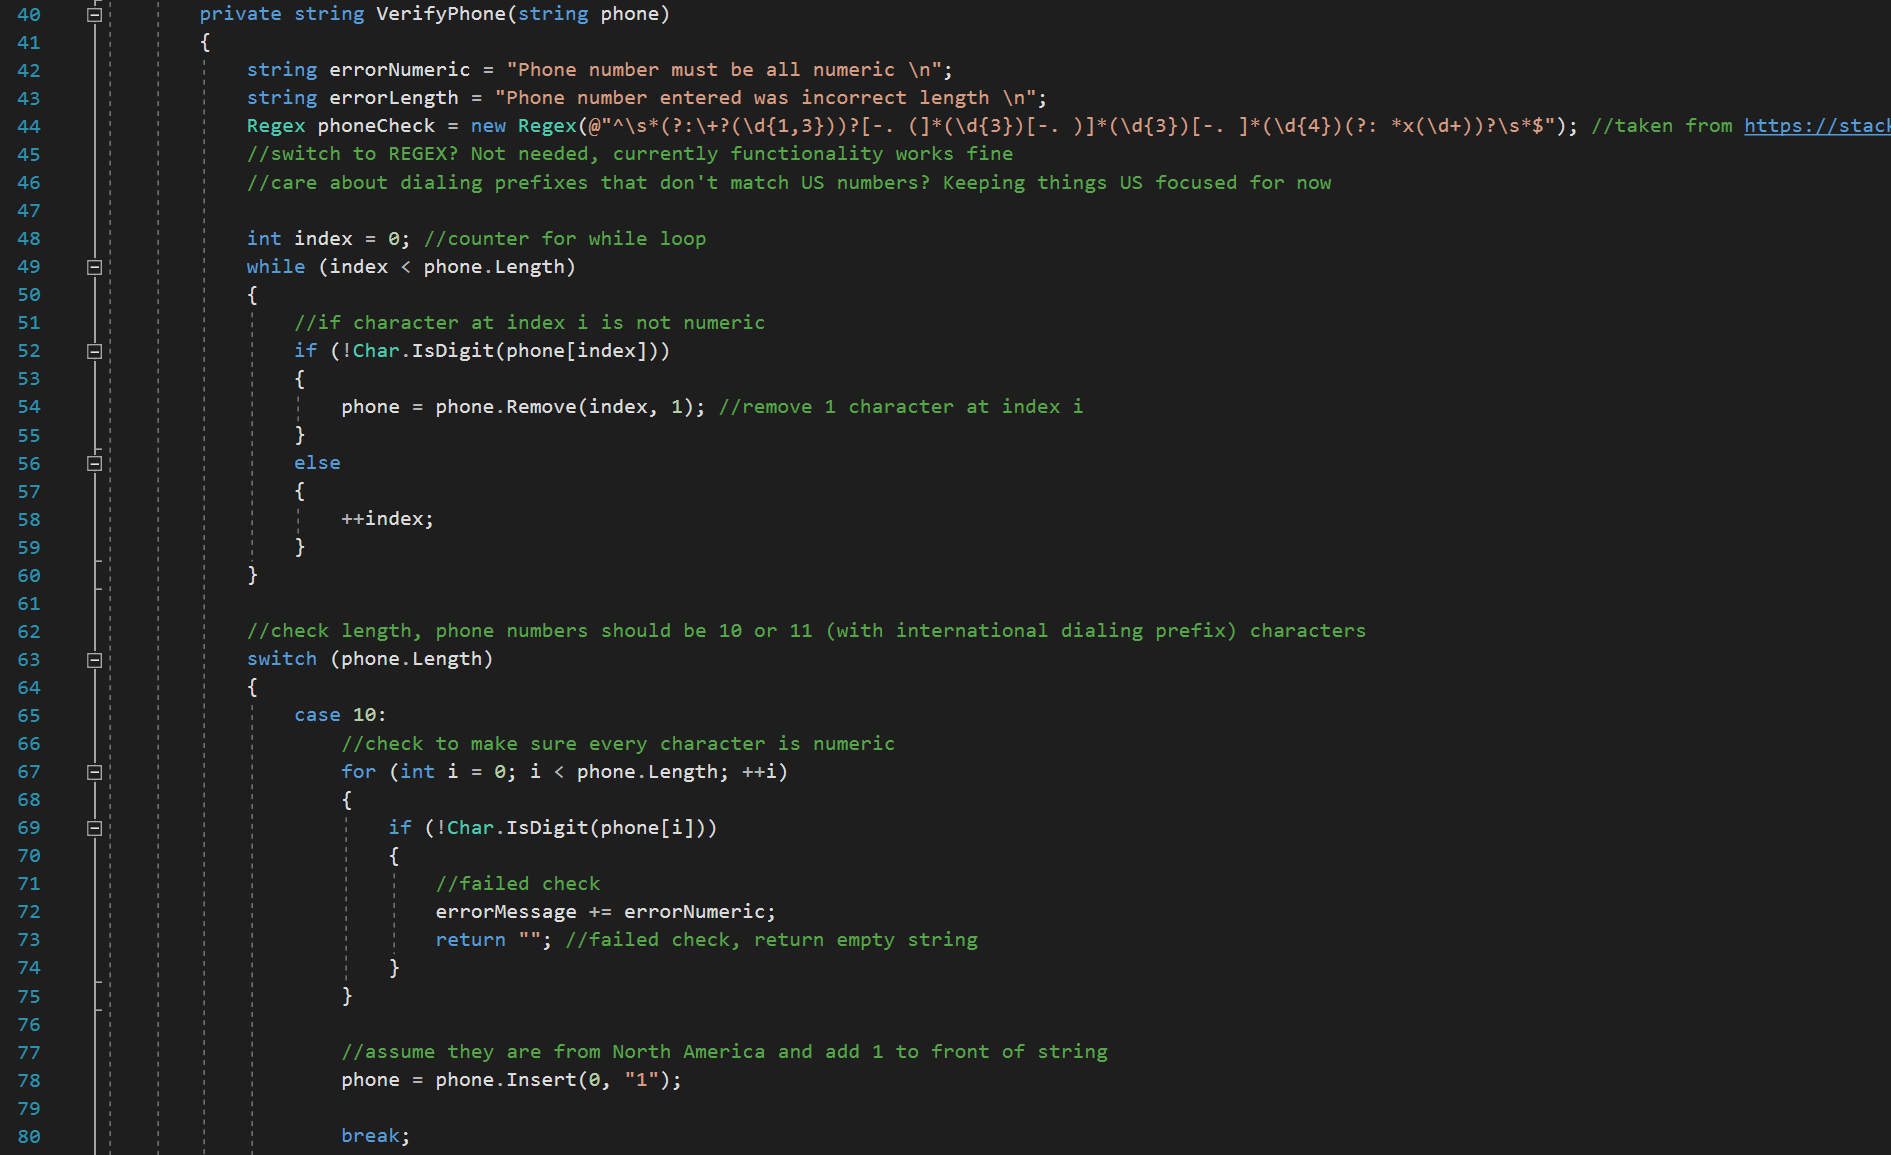 40 private string VerifyPhone(string phone)
41 {
42 string errorNumeric = "Phone number must be all numeric \n";
43 string errorLength = "Phone number entered was incorrect length \n";
44 Regex phoneCheck = new Regex(@"^\s*(?:\+?(\d{1,3}))?[-. (]*(\d{3})[-. )]*(\d{3})[-. ]*(\d{4})(?: *x(\d+))?\s*$"); //taken from https://stack
45 //switch to REGEX? Not needed, currently functionality works fine
46 //care about dialing prefixes that don't match US numbers? Keeping things US focused for now
47
48 int index = 0; //counter for while loop
49 while (index < phone.Length)
50 {
51 //if character at index i is not numeric
52 if (!Char.IsDigit(phone[index]))
53 {
54 phone = phone.Remove(index, 1); //remove 1 character at index i
55 }
56 else
57 {
58 ++index;
59 }
60 }
61
62 //check length, phone numbers should be 10 or 11 (with international dialing prefix) characters
63 switch (phone.Length)
64 {
65 case 10:
66 //check to make sure every character is numeric
67 for (int i = 0; i < phone.Length; ++i)
68 {
69 if (!Char.IsDigit(phone[i]))
70 {
71 //failed check
72 errorMessage += errorNumeric;
73 return ""; //failed check, return empty string
74 }
75 }
76
77 //assume they are from North America and add 1 to front of string
78 phone = phone.Insert(0, "1");
79
80 break;